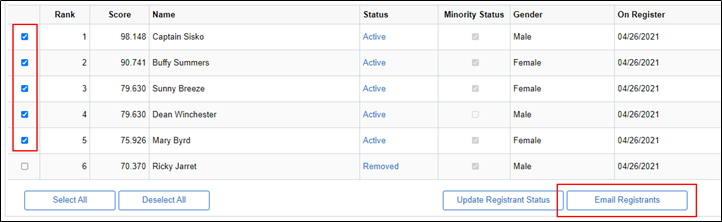 Rank Score Name Status Minority Status Gender On Register
1 98.148 Captain Sisko Active Male 04/26/2021
2 90.741 Buffy Summers Active Female 04/26/2021
3 79.630 Sunny Breeze Active Female 04/26/2021
4 79.630 Dean Winchester Active Male 04/26/2021
5 75.926 Mary Byrd Active Female 04/26/2021
6 70.370 Ricky Jarret Removed Male 04/26/2021
Select All Deselect All Update Registrant Status Email Registrants